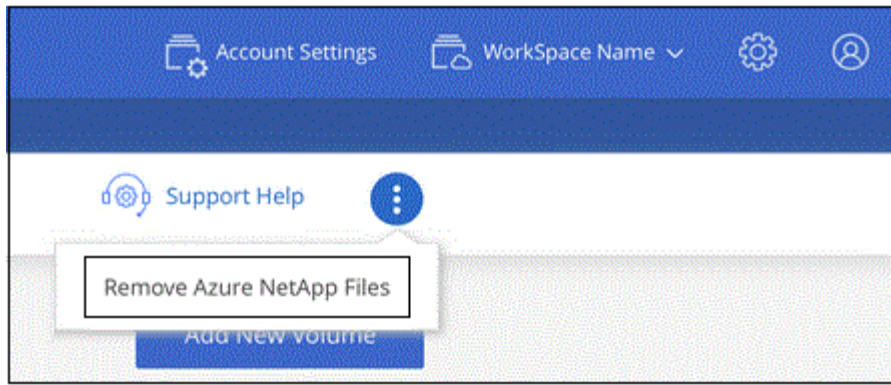 Account Settings WorkSpace Name
Support Help
Remove Azure NetApp Files
Add New Volume